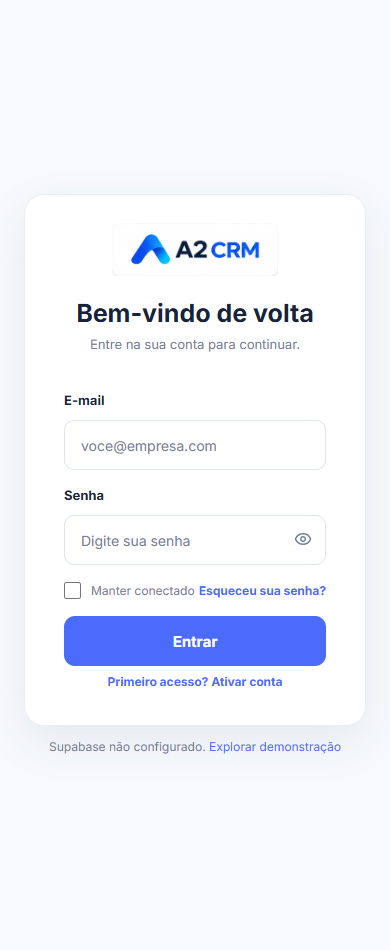 A2 CRM
Bem-vindo de volta
Entre na sua conta para continuar.
E-mail
voce@empresa.com
Senha
Digite sua senha
Manter conectado Esqueceu sua senha?
Entrar
Primeiro acesso? Ativar conta
Supabase não configurado. Explorar demonstração